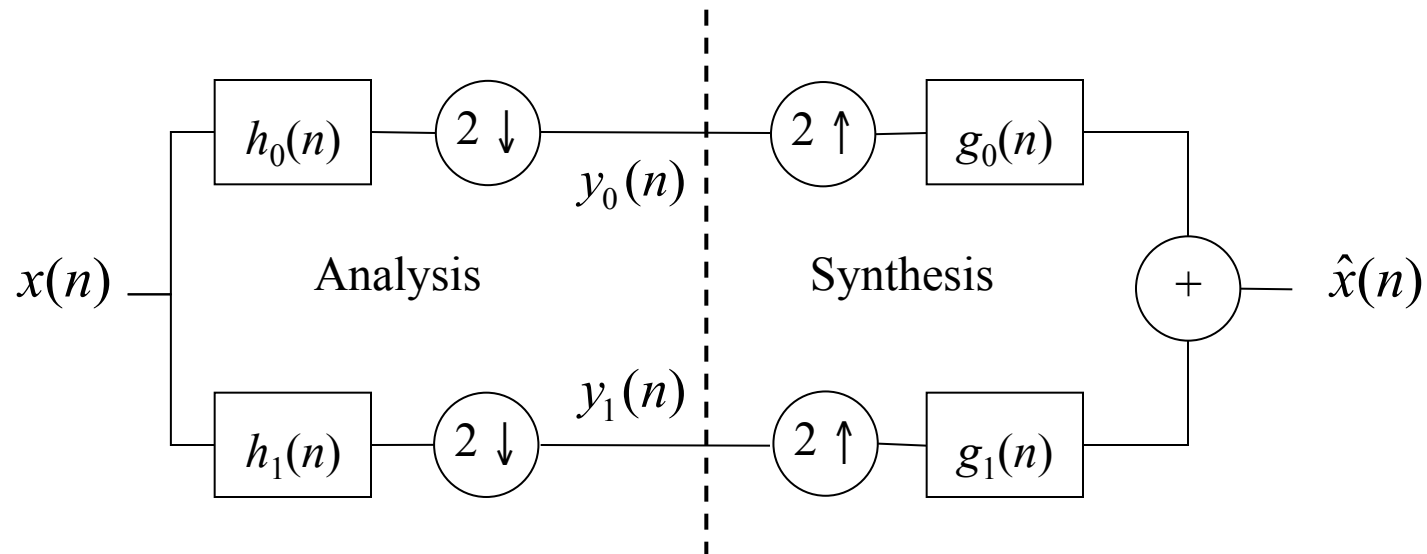 h₀(n) 2 ↓ 2 ↑ g₀(n)
y₀(n)
x(n) Analysis Synthesis + x̂(n)
y₁(n)
h₁(n) 2 ↓ 2 ↑ g₁(n)